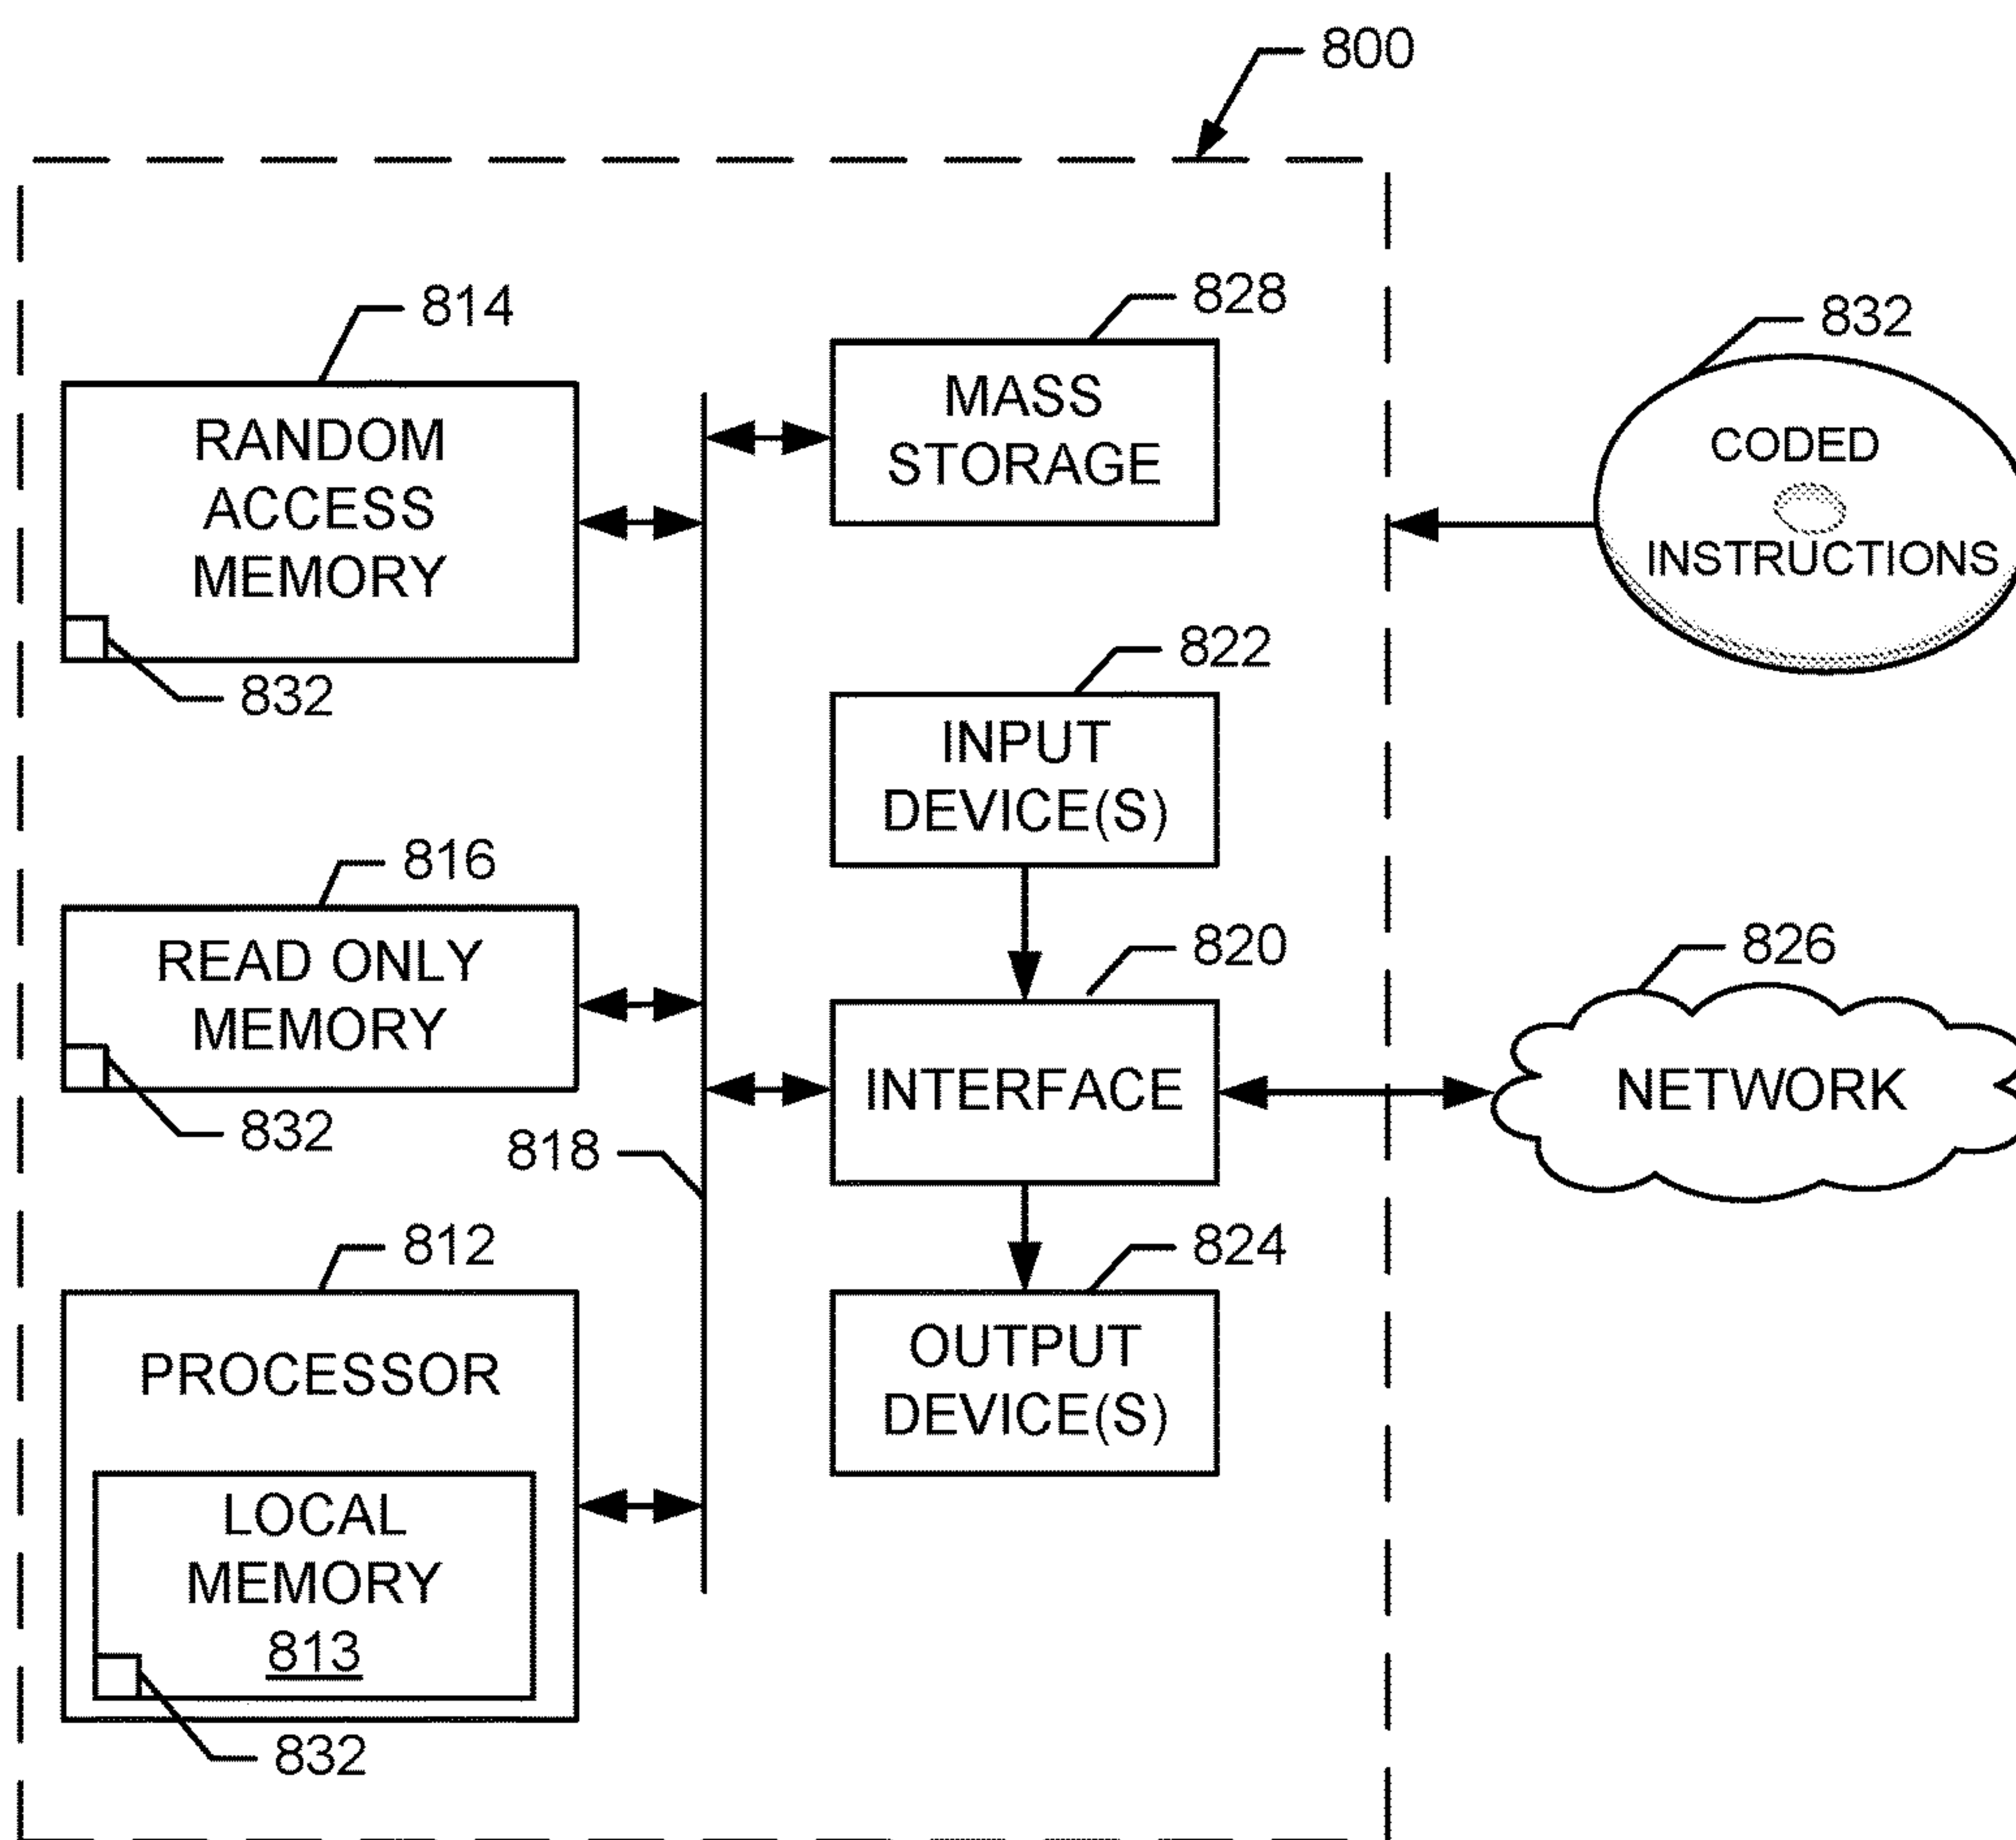 800
814
RANDOM
ACCESS
MEMORY
832
828
MASS
STORAGE
832
CODED
INSTRUCTIONS
822
INPUT
DEVICE(S)
816
READ ONLY
MEMORY
832
820
INTERFACE
826
NETWORK
818
812
PROCESSOR
LOCAL
MEMORY
813
832
824
OUTPUT
DEVICE(S)